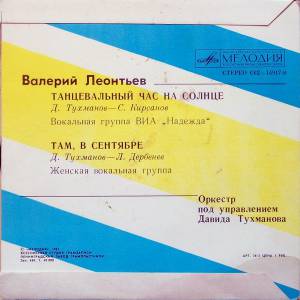 МЕЛОДИЯ
СТЕРЕО
Валерий Леонтьев
ТАНЦЕВАЛЬНЫЙ ЧАС НА СОЛНЦЕ
Д. Тухманов—С. Кирсанов
Вокальная группа ВИА „Надежда"
ТАМ, В СЕНТЯБРЕ
Д. Тухманов—Л. Дербенев
Женская вокальная группа
Оркестр
под управлением
Давида Тухманова